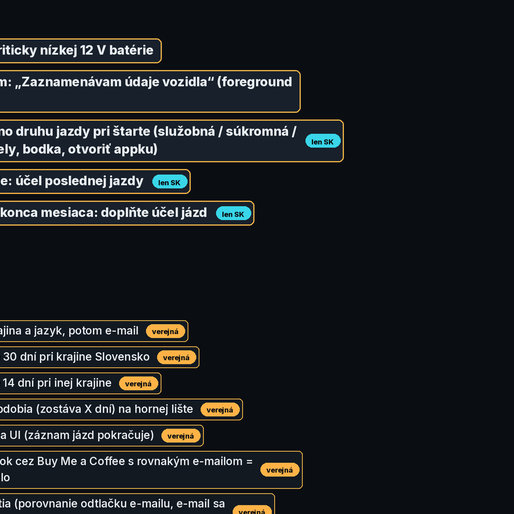 riticky nízkej 12 V batérie
m: „Zaznamenávam údaje vozidla“ (foreground
no druhu jazdy pri štarte (služobná / súkromná /
ely, bodka, otvoriť appku) len SK
e: účel poslednej jazdy len SK
konca mesiaca: doplňte účel jázd len SK
ajina a jazyk, potom e-mail verejná
30 dní pri krajine Slovensko verejná
14 dní pri inej krajine verejná
obdobia (zostáva X dní) na hornej lište verejná
a UI (záznam jázd pokračuje) verejná
ok cez Buy Me a Coffee s rovnakým e-mailom = verejná
lo
tia (porovnanie odtlačku e-mailu, e-mail sa verejná